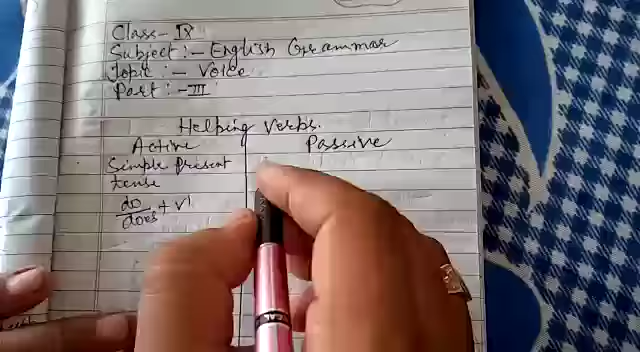 Class - IX
Subject :- English Grammar
Topic :- Voice
Part :- III
Helping Verbs.
Active Passive
Simple Present
tense
do/does + V1